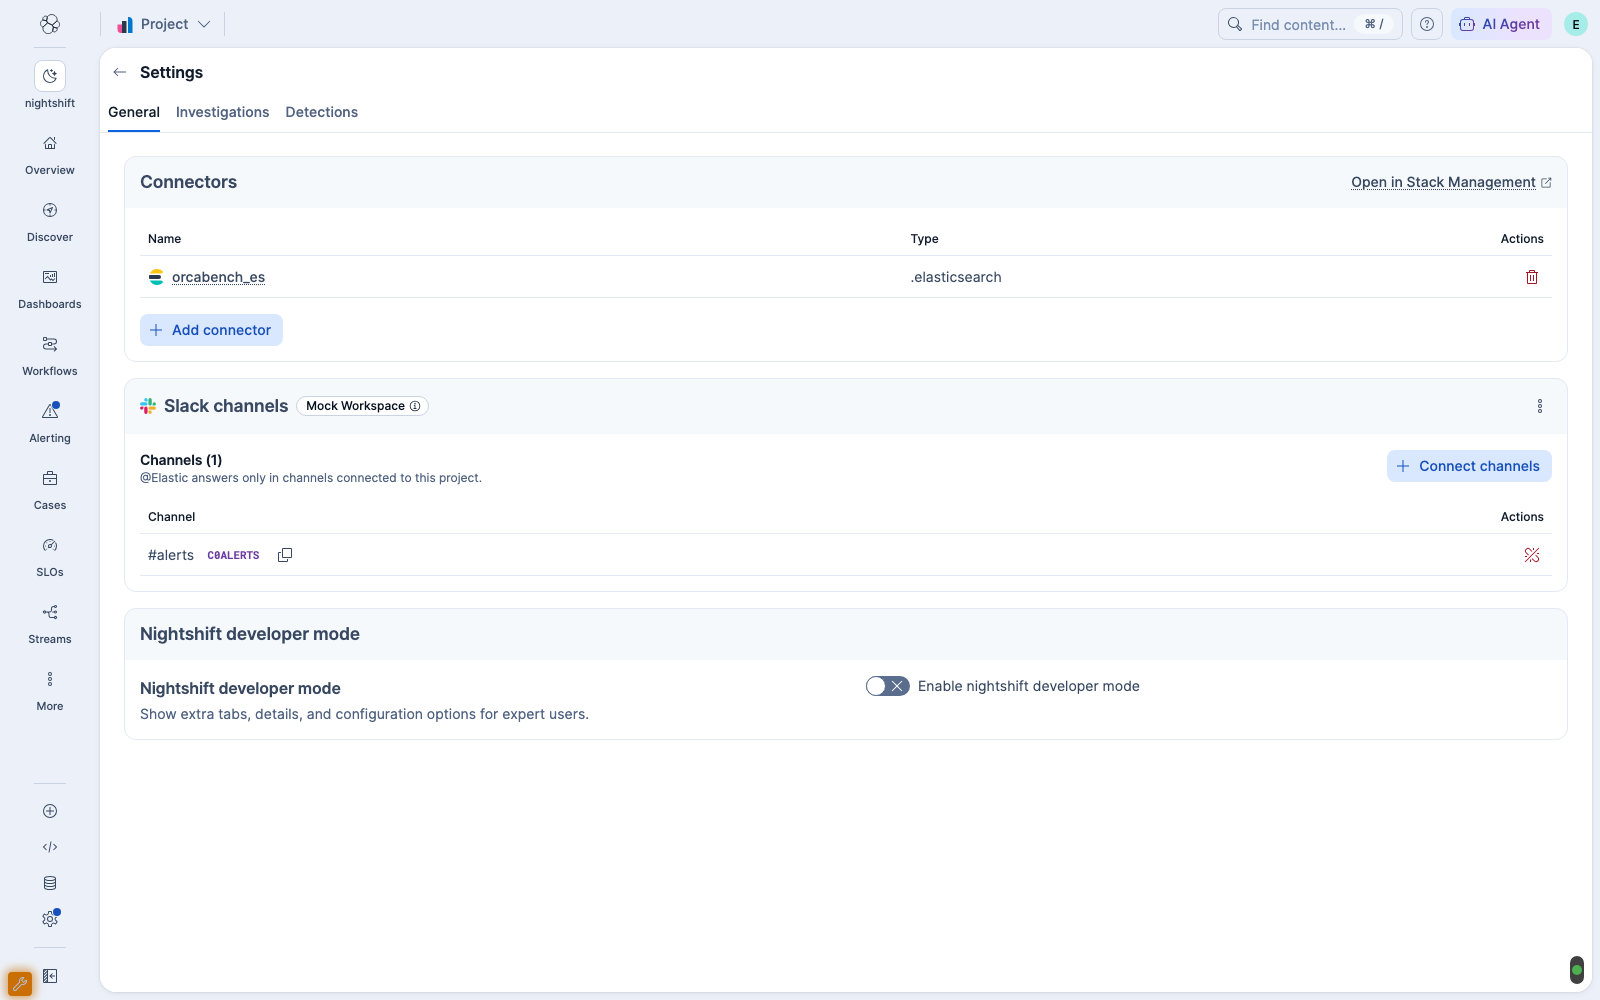 Project
Find content...
⌘ /
AI Agent
E
nightshift
Overview
Discover
Dashboards
Workflows
Alerting
Cases
SLOs
Streams
More
Settings
General
Investigations
Detections
Connectors
Open in Stack Management
Name
Type
Actions
orcabench_es
.elasticsearch
Add connector
Slack channels
Mock Workspace
Channels (1)
@Elastic answers only in channels connected to this project.
Connect channels
Channel
Actions
#alerts
C0ALERTS
Nightshift developer mode
Nightshift developer mode
Enable nightshift developer mode
Show extra tabs, details, and configuration options for expert users.